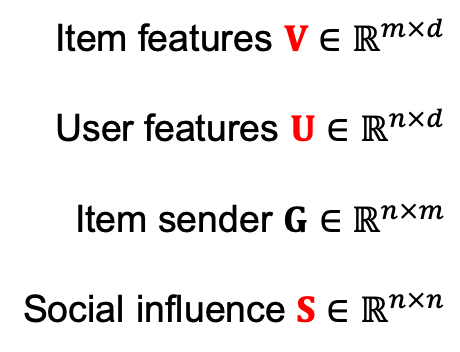 Item features V ∈ ℝ^{m×d}
User features U ∈ ℝ^{n×d}
Item sender G ∈ ℝ^{n×m}
Social influence S ∈ ℝ^{n×n}